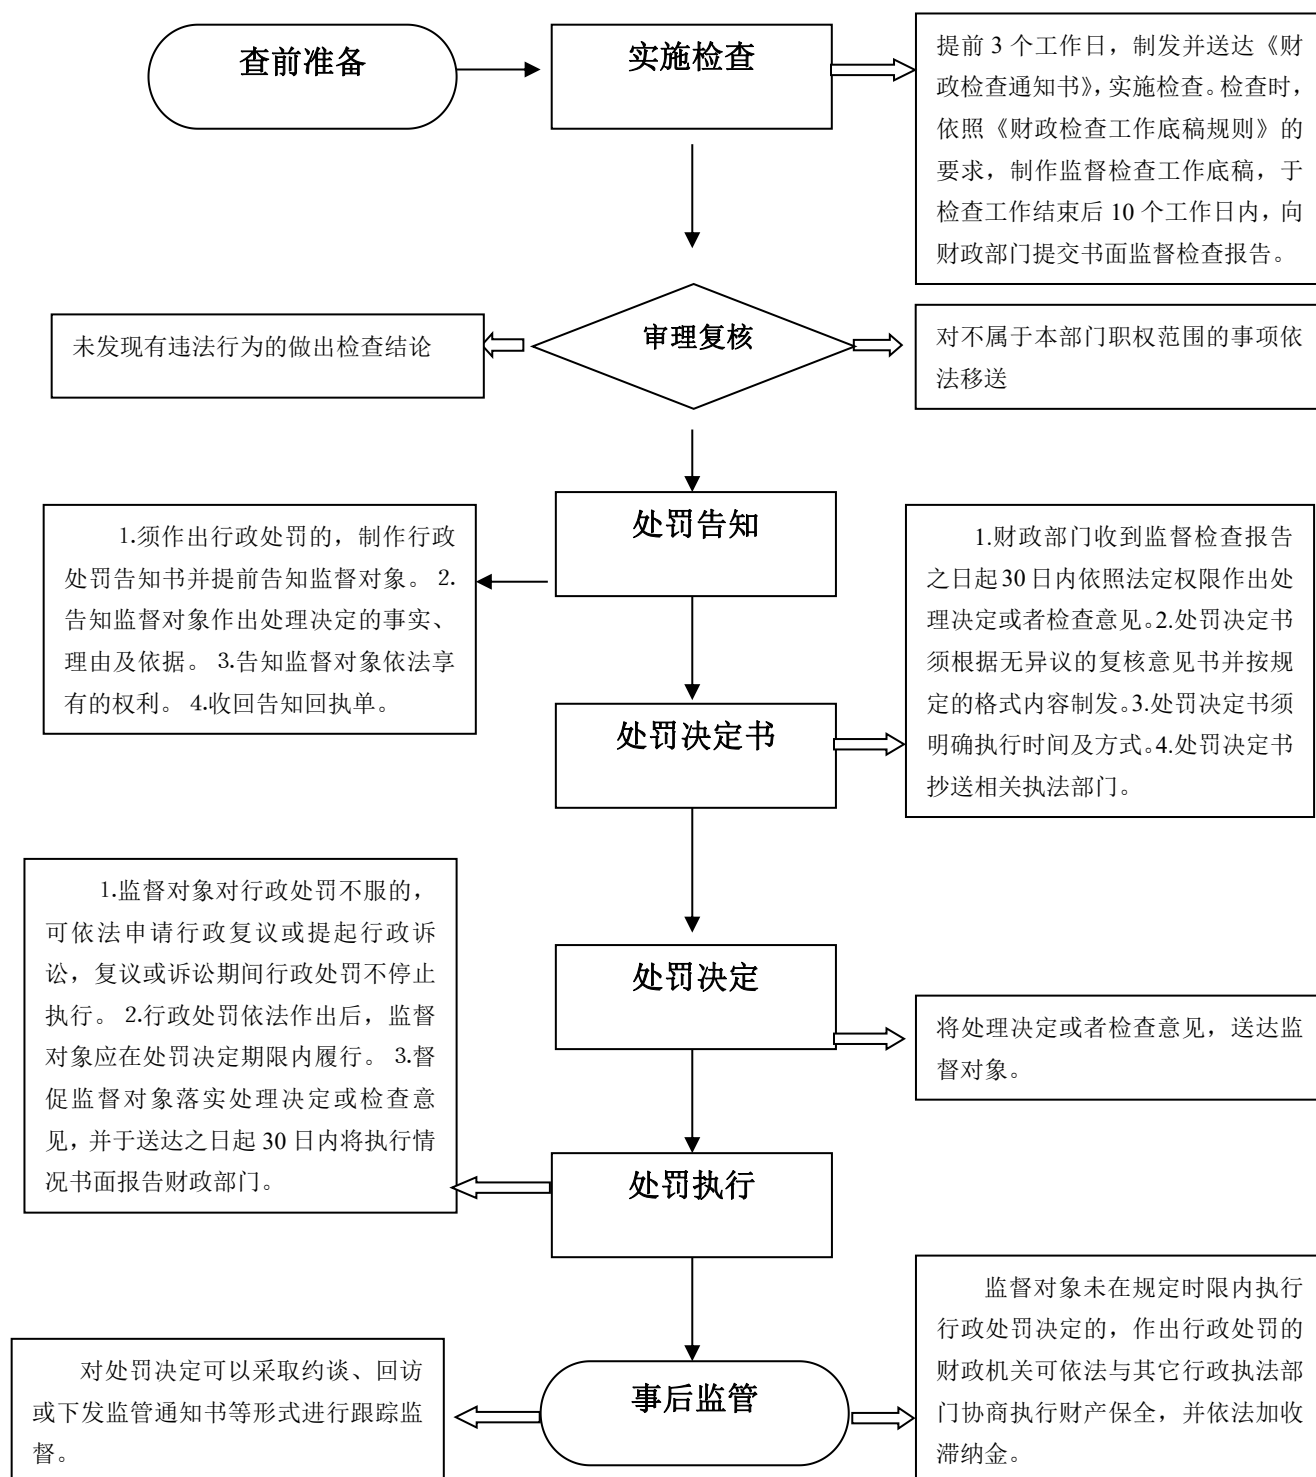 查前准备
实施检查
提前 3 个工作日，制发并送达《财
政检查通知书》，实施检查。检查时，
依照《财政检查工作底稿规则》的
要求，制作监督检查工作底稿，于
检查工作结束后 10 个工作日内，向
财政部门提交书面监督检查报告。
未发现有违法行为的做出检查结论
审理复核
对不属于本部门职权范围的事项依
法移送
处罚告知
1.须作出行政处罚的，制作行政
处罚告知书并提前告知监督对象。 2.
告知监督对象作出处理决定的事实、
理由及依据。 3.告知监督对象依法享
有的权利。 4.收回告知回执单。
1.财政部门收到监督检查报告
之日起 30 日内依照法定权限作出处
理决定或者检查意见。2.处罚决定书
须根据无异议的复核意见书并按规
定的格式内容制发。3.处罚决定书须
明确执行时间及方式。4.处罚决定书
抄送相关执法部门。
处罚决定书
1.监督对象对行政处罚不服的，
可依法申请行政复议或提起行政诉
讼，复议或诉讼期间行政处罚不停止
执行。 2.行政处罚依法作出后，监督
对象应在处罚决定期限内履行。 3.督
促监督对象落实处理决定或检查意
见，并于送达之日起 30 日内将执行情
况书面报告财政部门。
处罚决定
将处理决定或者检查意见，送达监
督对象。
处罚执行
监督对象未在规定时限内执行
行政处罚决定的，作出行政处罚的
财政机关可依法与其它行政执法部
门协商执行财产保全，并依法加收
滞纳金。
对处罚决定可以采取约谈、回访
或下发监管通知书等形式进行跟踪监
督。
事后监管